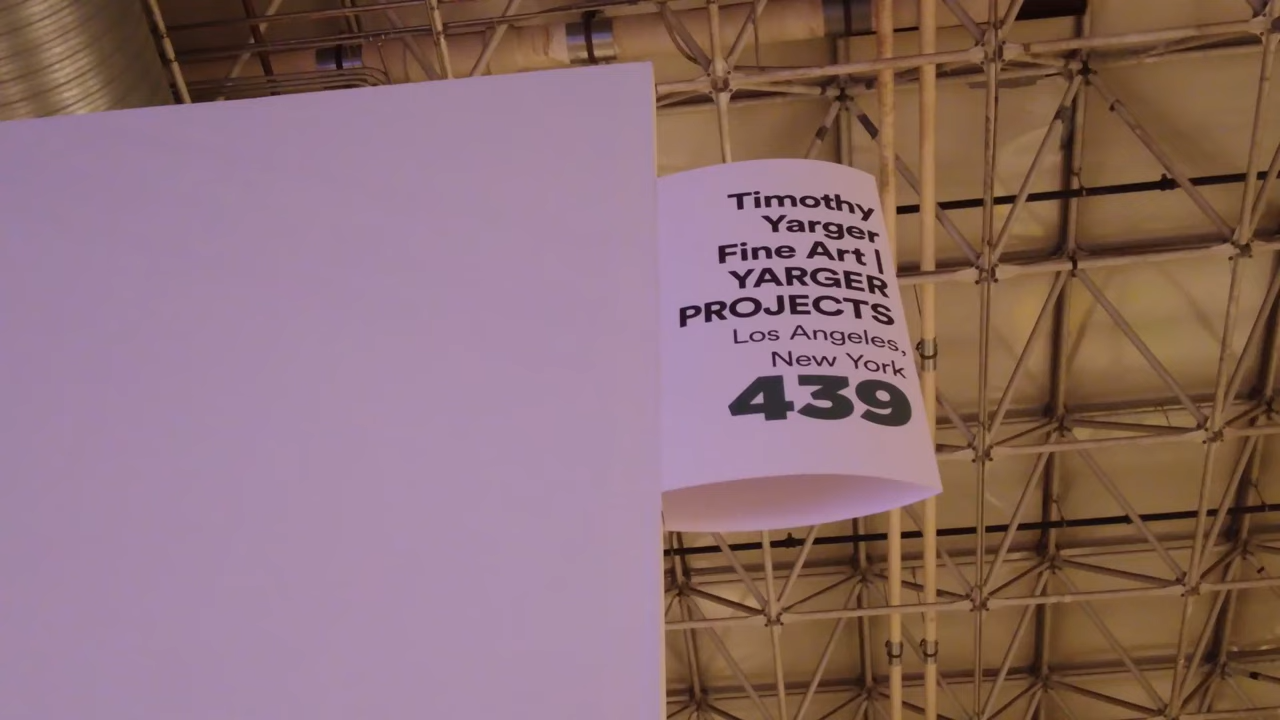 Timothy
Yarger
Fine Art |
YARGER
PROJECTS
Los Angeles,
New York
439